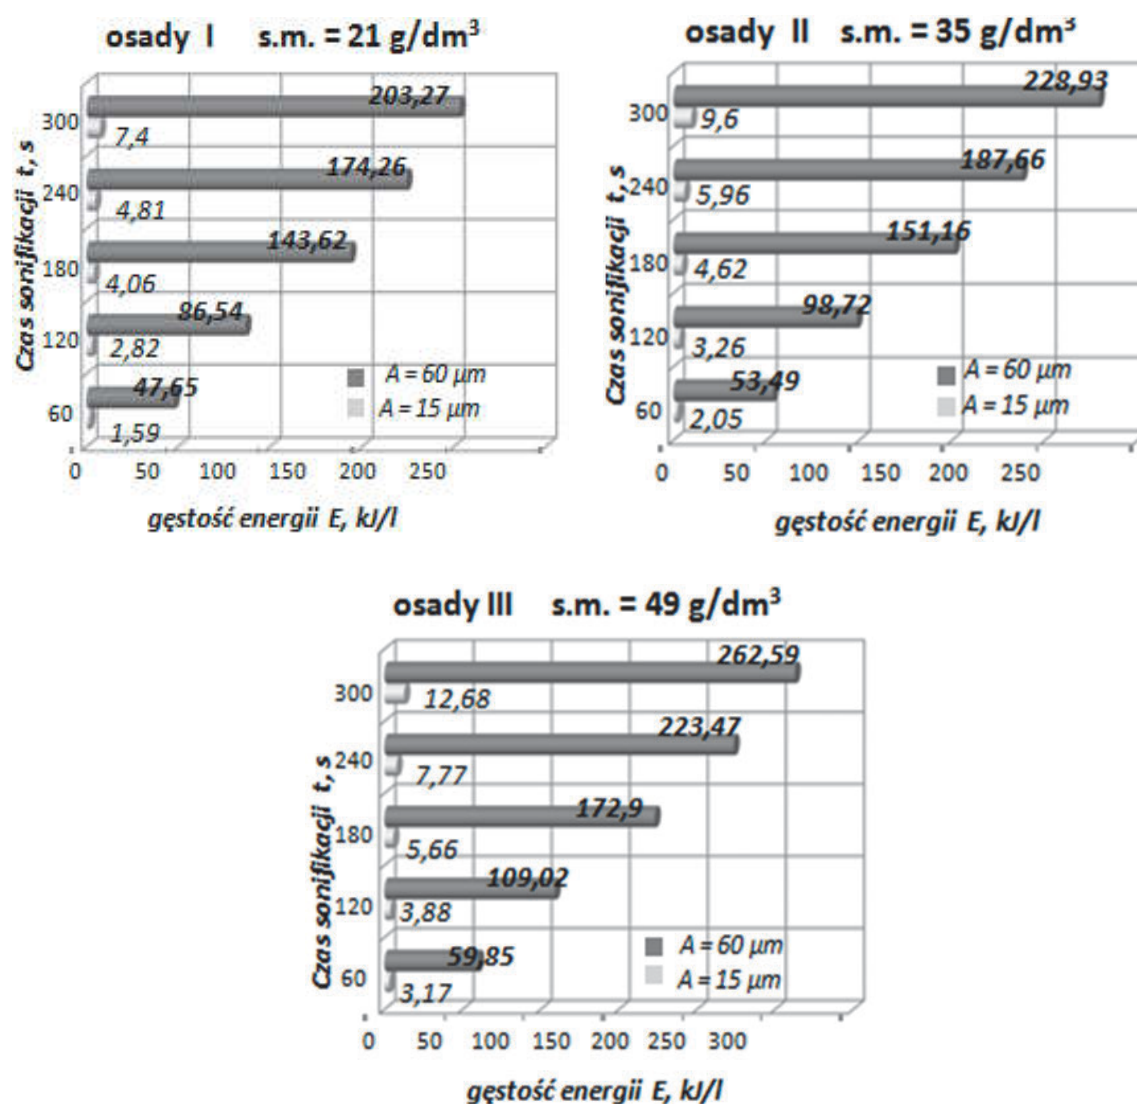 osady I s.m. = 21 g/dm³
Czas sonifikacji t, s
300
203,27
7,4
240
174,26
4,81
180
143,62
4,06
120
86,54
2,82
60
47,65
1,59
A = 60 µm
A = 15 µm
0 50 100 150 200 250
gęstość energii E, kJ/l
osady II s.m. = 35 g/dm³
Czas sonifikacji t, s
300
228,93
9,6
240
187,66
5,96
180
151,16
4,62
120
98,72
3,26
60
53,49
2,05
A = 60 µm
A = 15 µm
0 50 100 150 200 250
gęstość energii E, kJ/l
osady III s.m. = 49 g/dm³
Czas sonifikacji t, s
300
262,59
12,68
240
223,47
7,77
180
172,9
5,66
120
109,02
3,88
60
59,85
3,17
A = 60 µm
A = 15 µm
0 50 100 150 200 250 300
gęstość energii E, kJ/l